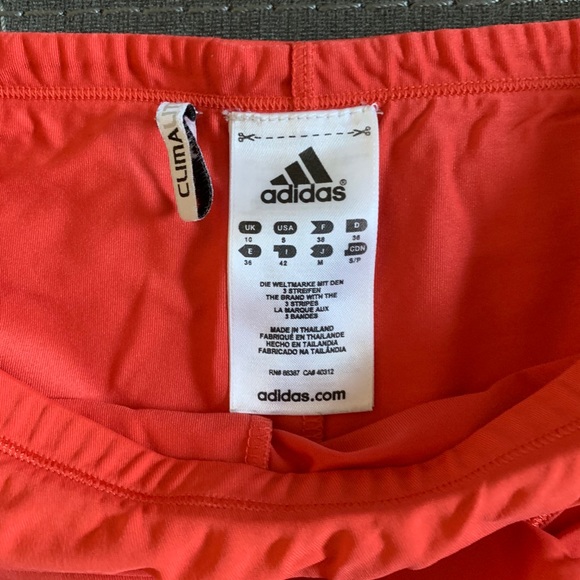 CLIMALIT
adidas®
UK USA F D
10 S 38 36
E I J CDN
36 42 M S/P
DIE WELTMARKE MIT DEN
3 STREIFEN
THE BRAND WITH THE
3 STRIPES
LA MARQUE AUX
3 BANDES
MADE IN THAILAND
FABRIQUÉ EN THAILANDE
HECHO EN TAILANDIA
FABRICADO NA TAILÂNDIA
RN# 88387 CA# 40312
adidas.com